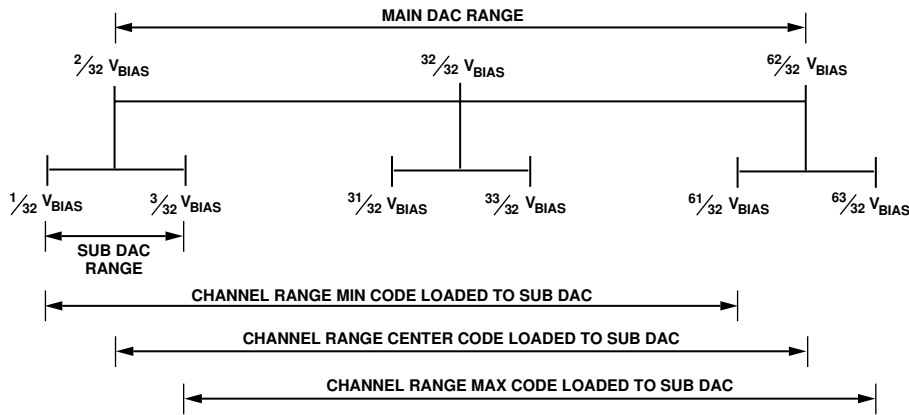 MAIN DAC RANGE
2/32 VBIAS
32/32 VBIAS
62/32 VBIAS
1/32 VBIAS
3/32 VBIAS
31/32 VBIAS
33/32 VBIAS
61/32 VBIAS
63/32 VBIAS
SUB DAC
RANGE
CHANNEL RANGE MIN CODE LOADED TO SUB DAC
CHANNEL RANGE CENTER CODE LOADED TO SUB DAC
CHANNEL RANGE MAX CODE LOADED TO SUB DAC